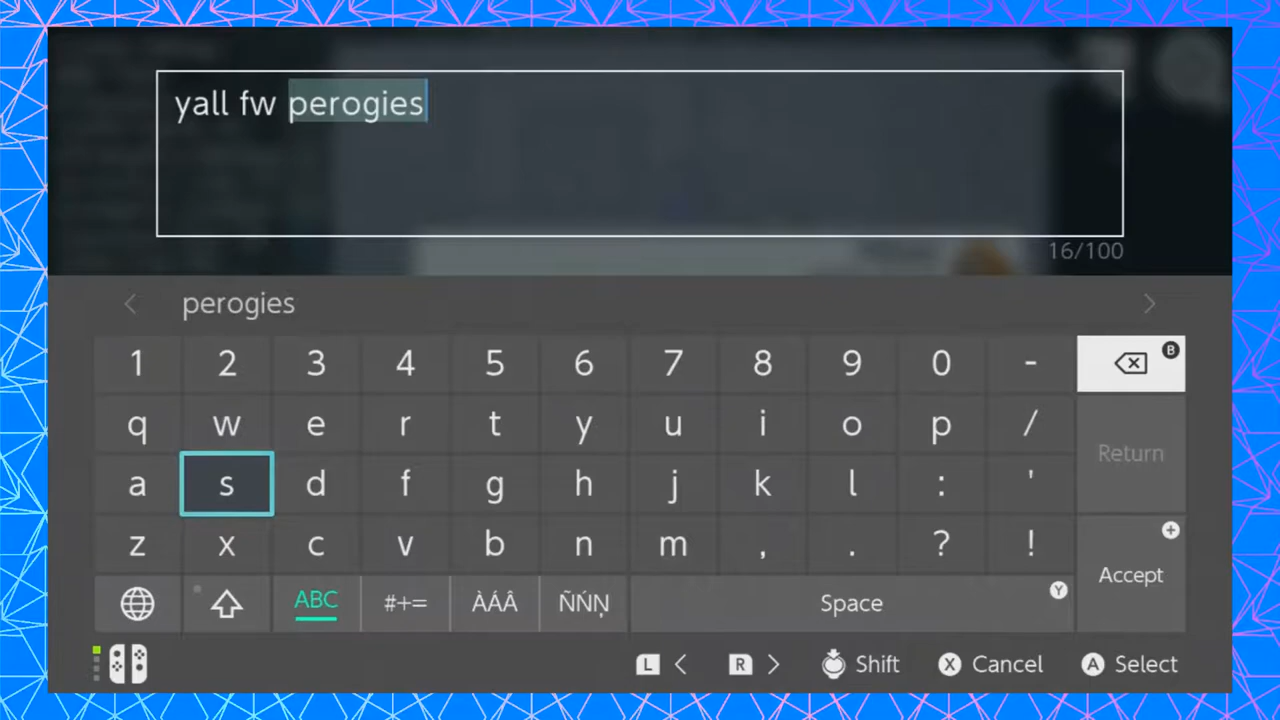 yall fw perogies
16/100
perogies
1 2 3 4 5 6 7 8 9 0 -
q w e r t y u i o p /
Return
a s d f g h j k l : '
z x c v b n m , . ? !
Accept
ABC #+= ÀÁÂ ÑŃŅ Space
L R Shift X Cancel A Select
B
Y